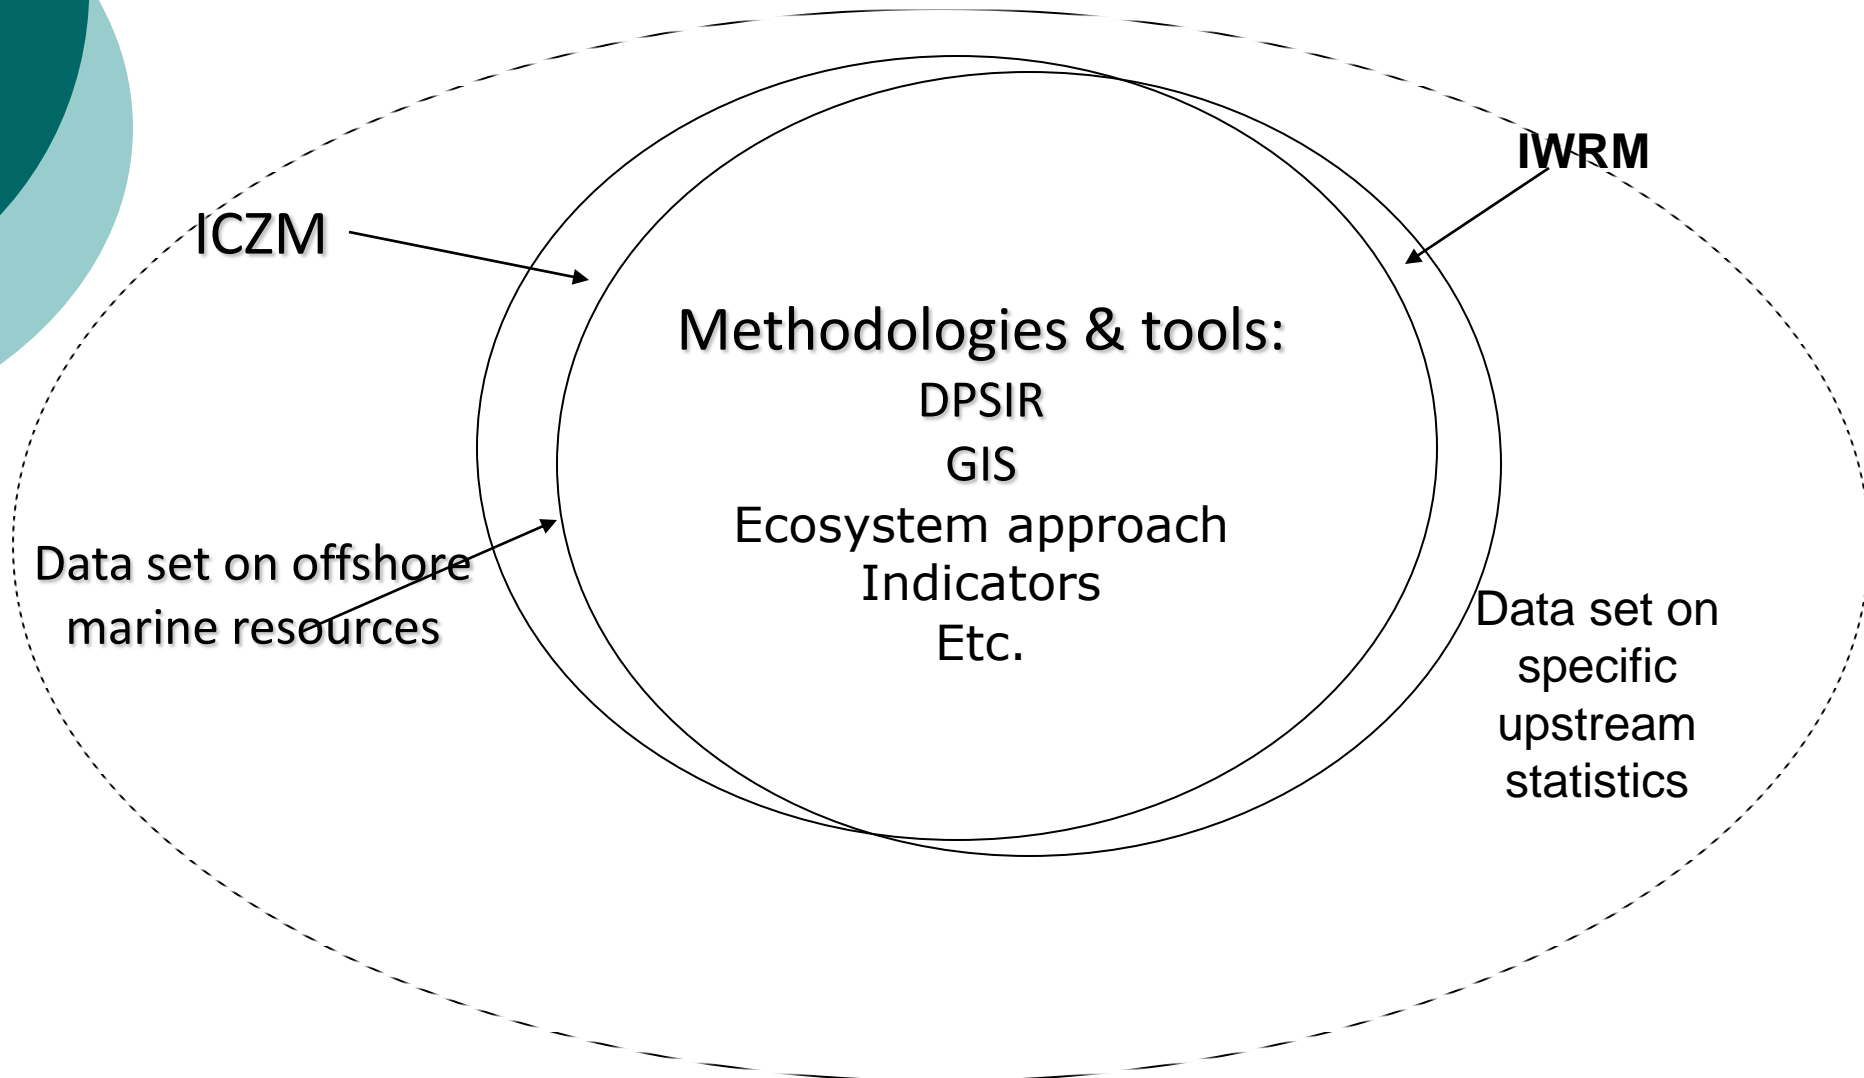 IWRM
ICZM
Methodologies & tools:
DPSIR
GIS
Ecosystem approach
Indicators
Etc.
Data set on offshore
marine resources
Data set on
specific
upstream
statistics